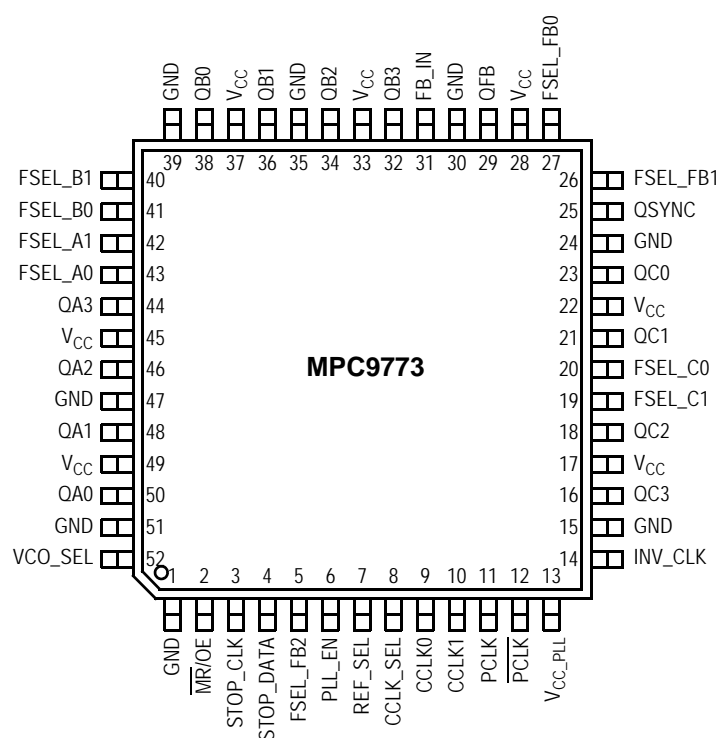 GND QB0 VCC QB1 GND QB2 VCC QB3 FB_IN GND QFB VCC FSEL_FB0
39 38 37 36 35 34 33 32 31 30 29 28 27
FSEL_B1 40 26 FSEL_FB1
FSEL_B0 41 25 QSYNC
FSEL_A1 42 24 GND
FSEL_A0 43 23 QC0
QA3 44 22 VCC
VCC 45 21 QC1
QA2 46 MPC9773 20 FSEL_C0
GND 47 19 FSEL_C1
QA1 48 18 QC2
VCC 49 17 VCC
QA0 50 16 QC3
GND 51 15 GND
VCO_SEL 52 14 INV_CLK
1 2 3 4 5 6 7 8 9 10 11 12 13
GND M̅R̅/OE STOP_CLK STOP_DATA FSEL_FB2 PLL_EN REF_SEL CCLK_SEL CCLK0 CCLK1 PCLK P̅C̅L̅K̅ VCC_PLL